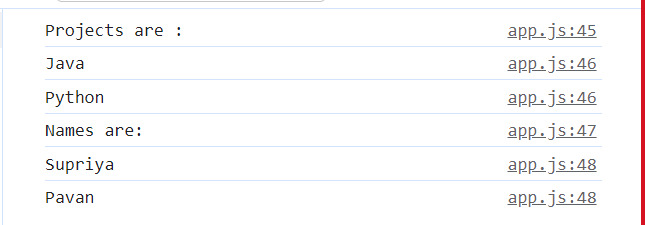 Projects are : app.js:45
Java app.js:46
Python app.js:46
Names are: app.js:47
Supriya app.js:48
Pavan app.js:48